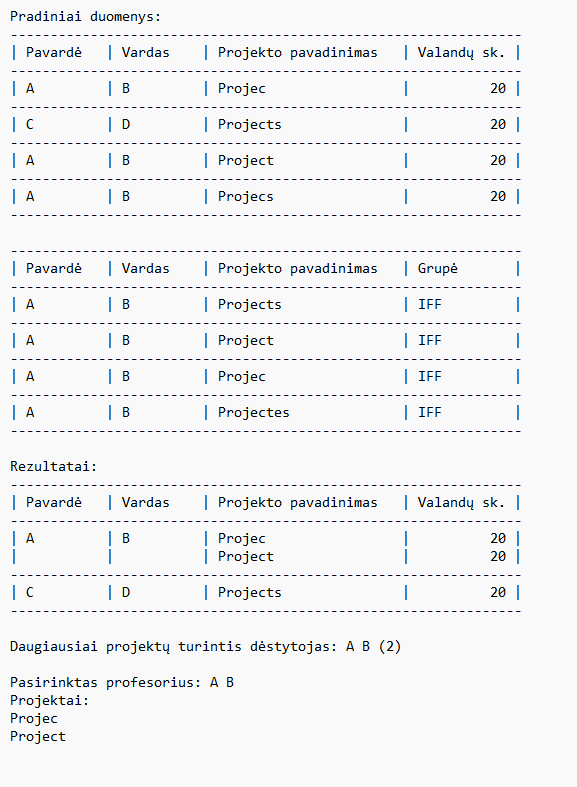 Pradiniai duomenys:
----------------------------------------------------------------
| Pavardė   | Vardas    | Projekto pavadinimas   | Valandų sk. |
----------------------------------------------------------------
| A         | B         | Projec                 |          20 |
----------------------------------------------------------------
| C         | D         | Projects               |          20 |
----------------------------------------------------------------
| A         | B         | Project                |          20 |
----------------------------------------------------------------
| A         | B         | Projecs                |          20 |
----------------------------------------------------------------
----------------------------------------------------------------
| Pavardė   | Vardas    | Projekto pavadinimas   | Grupė       |
----------------------------------------------------------------
| A         | B         | Projects               | IFF         |
----------------------------------------------------------------
| A         | B         | Project                | IFF         |
----------------------------------------------------------------
| A         | B         | Projec                 | IFF         |
----------------------------------------------------------------
| A         | B         | Projectes              | IFF         |
----------------------------------------------------------------
Rezultatai:
----------------------------------------------------------------
| Pavardė   | Vardas    | Projekto pavadinimas   | Valandų sk. |
----------------------------------------------------------------
| A         | B         | Projec                 |          20 |
|           |           | Project                |          20 |
----------------------------------------------------------------
| C         | D         | Projects               |          20 |
----------------------------------------------------------------
Daugiausiai projektų turintis dėstytojas: A B (2)
Pasirinktas profesorius: A B
Projektai:
Projec
Project